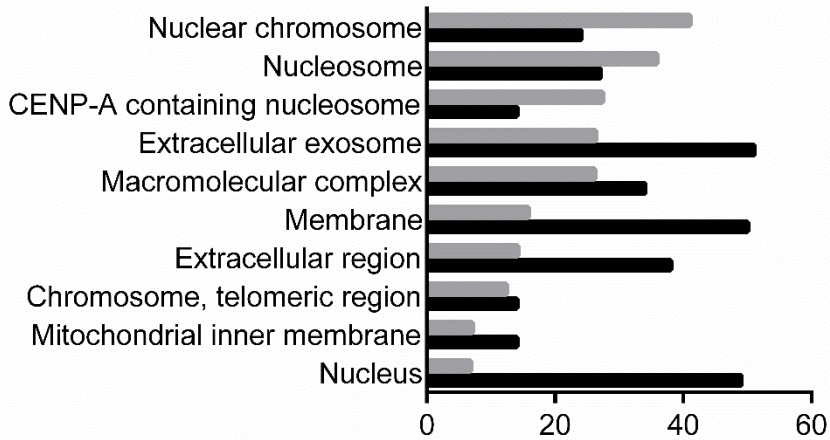 Nuclear chromosome
Nucleosome
CENP-A containing nucleosome
Extracellular exosome
Macromolecular complex
Membrane
Extracellular region
Chromosome, telomeric region
Mitochondrial inner membrane
Nucleus
0 20 40 60